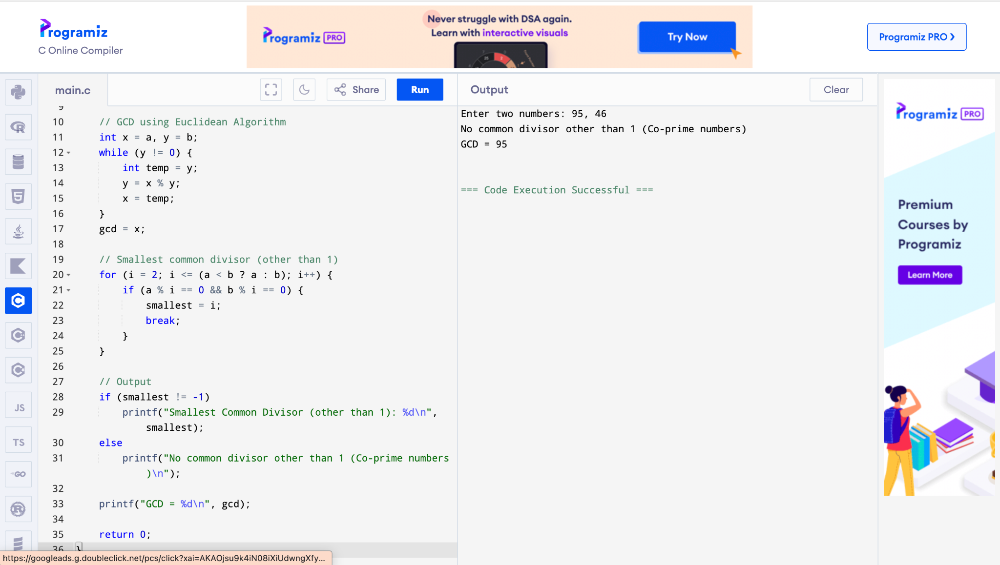 Programiz
C Online Compiler
Programiz PRO
Never struggle with DSA again.
Learn with interactive visuals
Try Now
Programiz PRO ❯
main.c
Share
Run
Output
Clear
9
10 // GCD using Euclidean Algorithm
11 int x = a, y = b;
12 while (y != 0) {
13 int temp = y;
14 y = x % y;
15 x = temp;
16 }
17 gcd = x;
18
19 // Smallest common divisor (other than 1)
20 for (i = 2; i <= (a < b ? a : b); i++) {
21 if (a % i == 0 && b % i == 0) {
22 smallest = i;
23 break;
24 }
25 }
26
27 // Output
28 if (smallest != -1)
29 printf("Smallest Common Divisor (other than 1): %d\n",
smallest);
30 else
31 printf("No common divisor other than 1 (Co-prime numbers
)\n");
32
33 printf("GCD = %d\n", gcd);
34
35 return 0;
36 }
Enter two numbers: 95, 46
No common divisor other than 1 (Co-prime numbers)
GCD = 95
=== Code Execution Successful ===
Programiz PRO
Premium
Courses by
Programiz
Learn More
JS
TS
GO
https://googleads.g.doubleclick.net/pcs/click?xai=AKAOjsu9k4iN08iXiUdwngXfy...